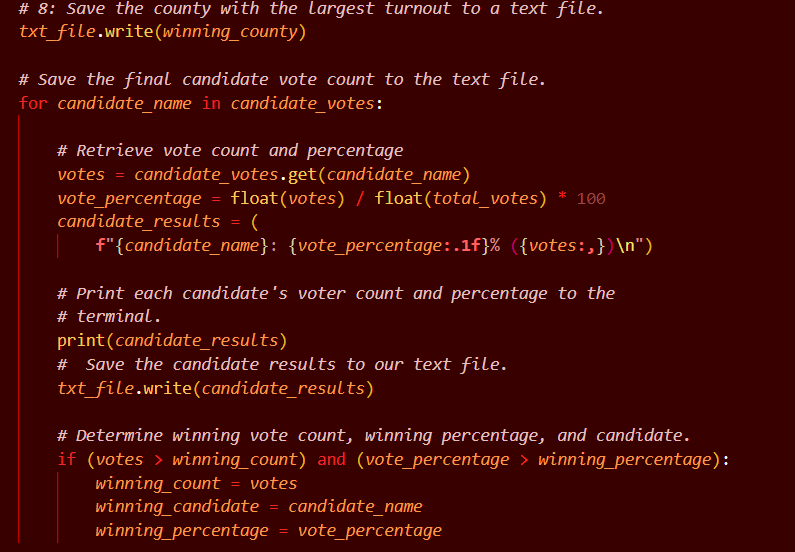 # 8: Save the county with the largest turnout to a text file.
txt_file.write(winning_county)
# Save the final candidate vote count to the text file.
for candidate_name in candidate_votes:
# Retrieve vote count and percentage
votes = candidate_votes.get(candidate_name)
vote_percentage = float(votes) / float(total_votes) * 100
candidate_results = (
f"{candidate_name}: {vote_percentage:.1f}% ({votes:,})\n")
# Print each candidate's voter count and percentage to the
# terminal.
print(candidate_results)
#  Save the candidate results to our text file.
txt_file.write(candidate_results)
# Determine winning vote count, winning percentage, and candidate.
if (votes > winning_count) and (vote_percentage > winning_percentage):
winning_count = votes
winning_candidate = candidate_name
winning_percentage = vote_percentage